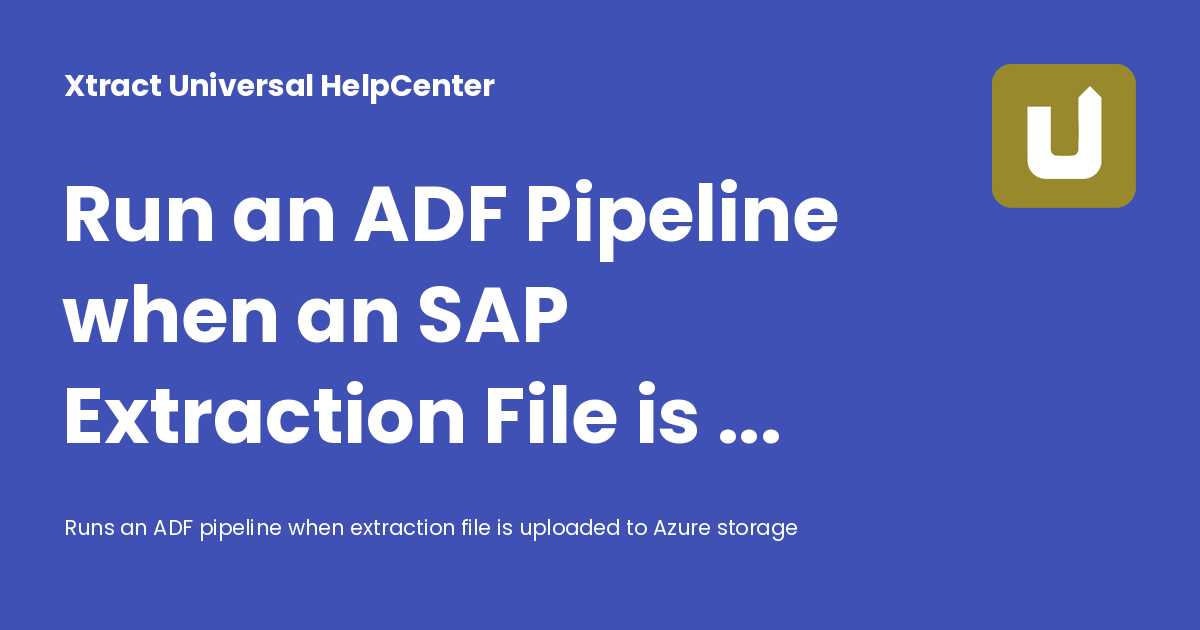 Xtract Universal HelpCenter
Run an ADF Pipeline
when an SAP
Extraction File is ...
Runs an ADF pipeline when extraction file is uploaded to Azure storage